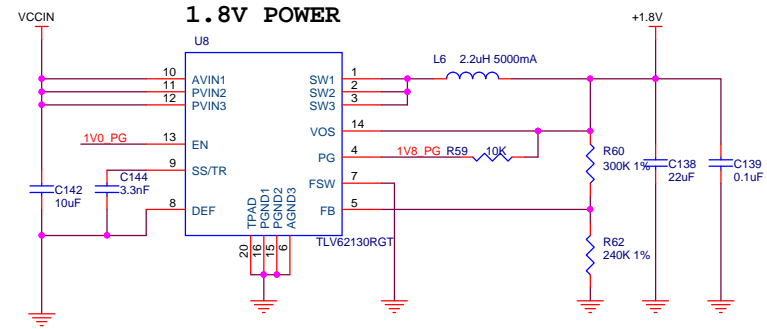 1.8V POWER
VCCIN
+1.8V
U8
L6 2.2uH 5000mA
10 AVIN1
11 PVIN2
12 PVIN3
SW1 1
SW2 2
SW3 3
VOS 14
1V0_PG 13 EN
PG 4 1V8_PG R59 10K
9 SS/TR
FSW 7
R60
300K 1%
C138
22uF
C139
0.1uF
C142
10uF
C144
3.3nF
8 DEF
FB 5
TPAD
PGND1
PGND2
AGND3
20
16
15
6
TLV62130RGT
R62
240K 1%